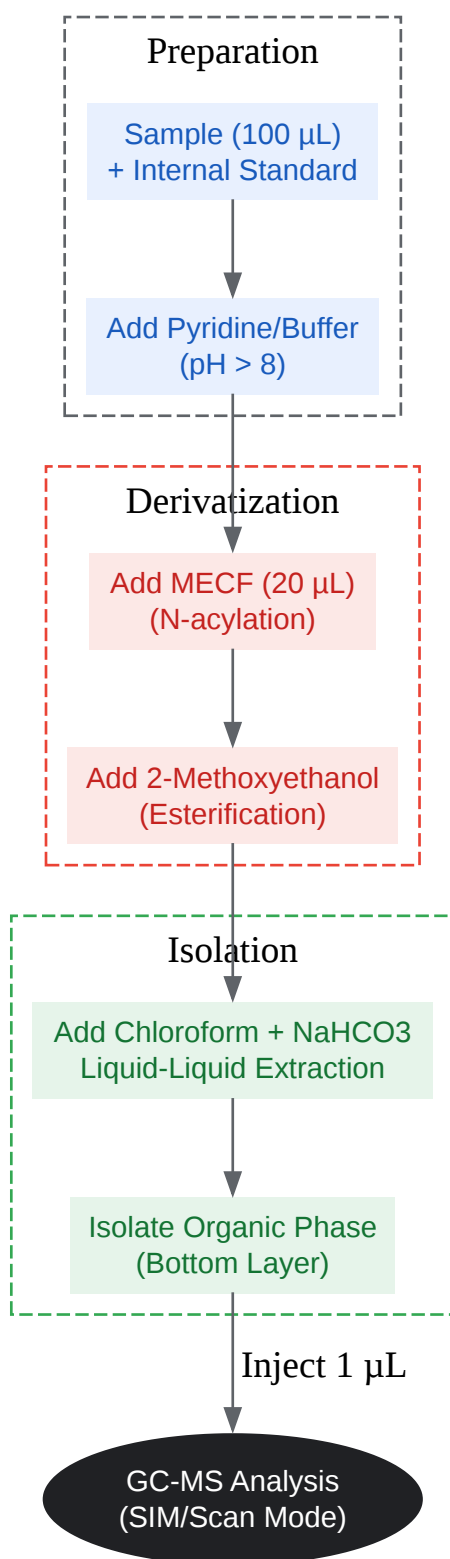 Preparation
Sample (100 µL)
+ Internal Standard
Add Pyridine/Buffer
(pH > 8)
Derivatization
Add MECF (20 µL)
(N-acylation)
Add 2-Methoxyethanol
(Esterification)
Isolation
Add Chloroform + NaHCO3
Liquid-Liquid Extraction
Isolate Organic Phase
(Bottom Layer)
Inject 1 µL
GC-MS Analysis
(SIM/Scan Mode)